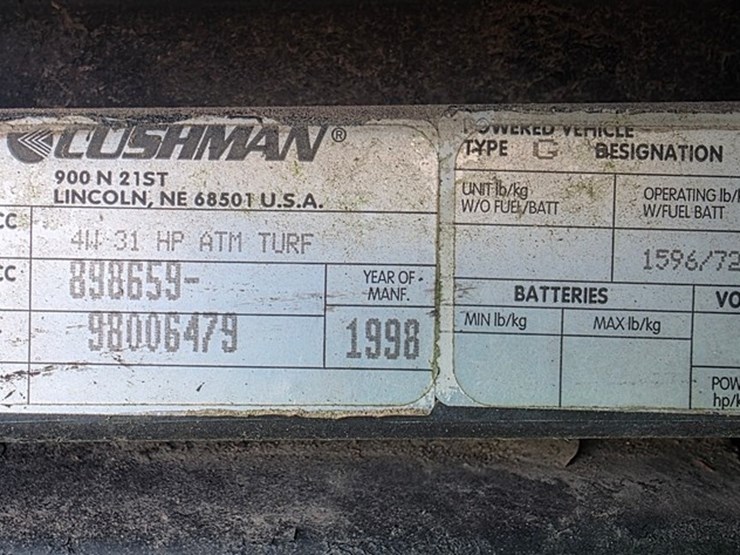 CUSHMAN®
900 N 21ST
LINCOLN, NE 68501 U.S.A.
CC
4W 31 HP ATM TURF
CC
898659-
YEAR OF
MANF.
98006479
1998
POWERED VEHICLE
TYPE G DESIGNATION
UNIT lb/kg
W/O FUEL/BATT
OPERATING lb/
W/FUEL BATT
1596/72
BATTERIES
VO
MIN lb/kg
MAX lb/kg
POW
hp/